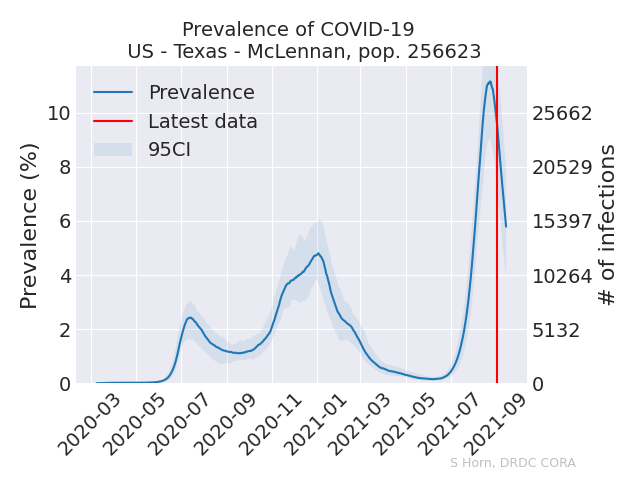 Prevalence of COVID-19
US - Texas - McLennan, pop. 256623
Prevalence
Latest data
95CI
Prevalence (%)
10
8
6
4
2
0
25662
20529
15397
10264
5132
0
# of infections
2020-03
2020-05
2020-07
2020-09
2020-11
2021-01
2021-03
2021-05
2021-07
2021-09
S Horn, DRDC CORA